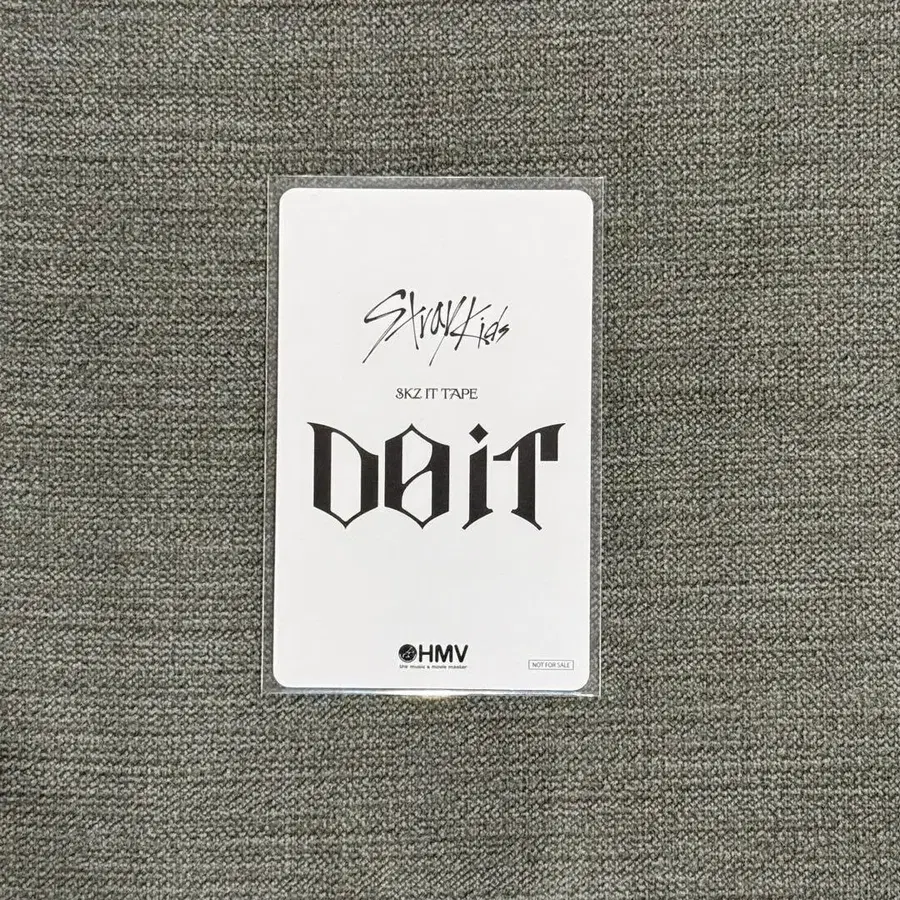 Stray Kids
SKZ IT TAPE
DO IT
HMV
the music & movie master
NOT FOR SALE